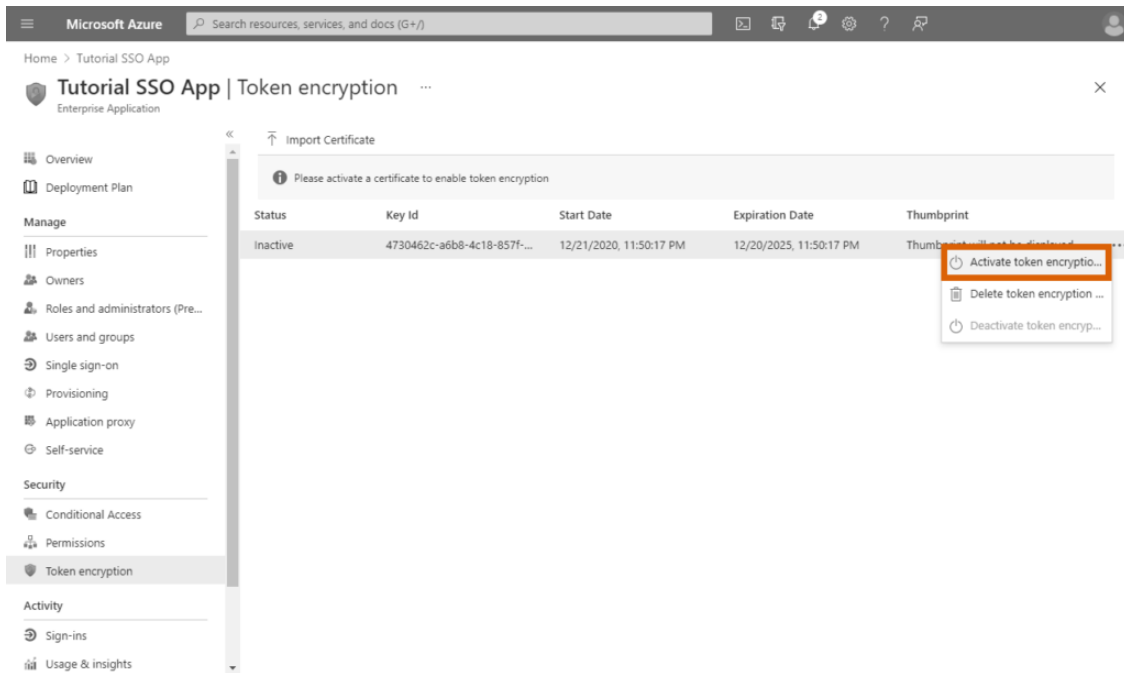 Microsoft Azure
Search resources, services, and docs (G+/)
2
Home > Tutorial SSO App
Tutorial SSO App | Token encryption ...
Enterprise Application
Import Certificate
Please activate a certificate to enable token encryption
Status Key Id Start Date Expiration Date Thumbprint
Inactive 4730462c-a6b8-4c18-857f-... 12/21/2020, 11:50:17 PM 12/20/2025, 11:50:17 PM Thumbprint will not be displayed
Activate token encryptio...
Delete token encryption ...
Deactivate token encryp...
Overview
Deployment Plan
Manage
Properties
Owners
Roles and administrators (Pre...
Users and groups
Single sign-on
Provisioning
Application proxy
Self-service
Security
Conditional Access
Permissions
Token encryption
Activity
Sign-ins
Usage & insights